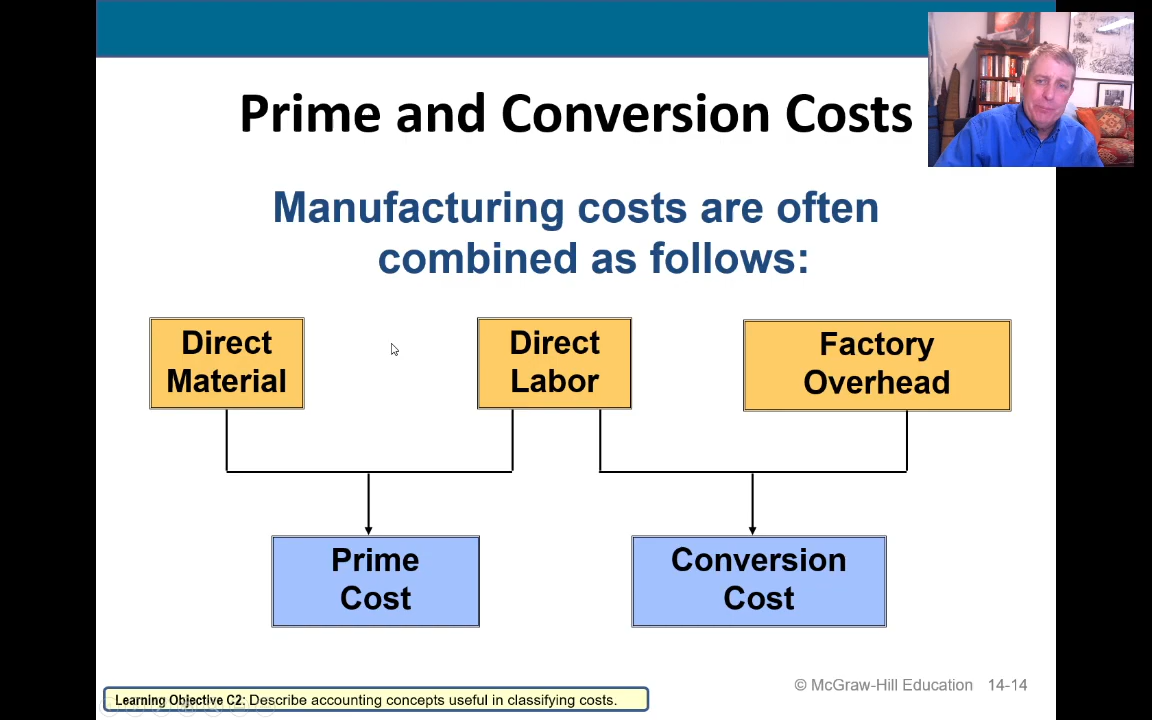 Prime and Conversion Costs
Manufacturing costs are often
combined as follows:
Direct
Material
Direct
Labor
Factory
Overhead
Prime
Cost
Conversion
Cost
© McGraw-Hill Education 14-14
Learning Objective C2: Describe accounting concepts useful in classifying costs.